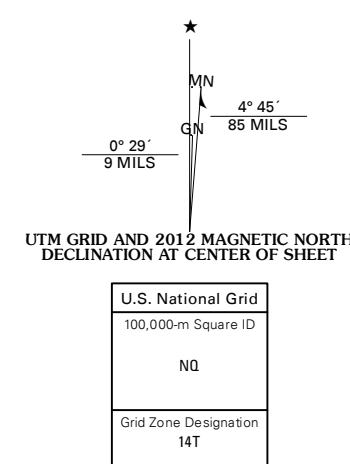 ★
MN
4° 45´
85 MILS
GN
0° 29´
9 MILS
UTM GRID AND 2012 MAGNETIC NORTH
DECLINATION AT CENTER OF SHEET
U.S. National Grid
100,000-m Square ID
NQ
Grid Zone Designation
14T